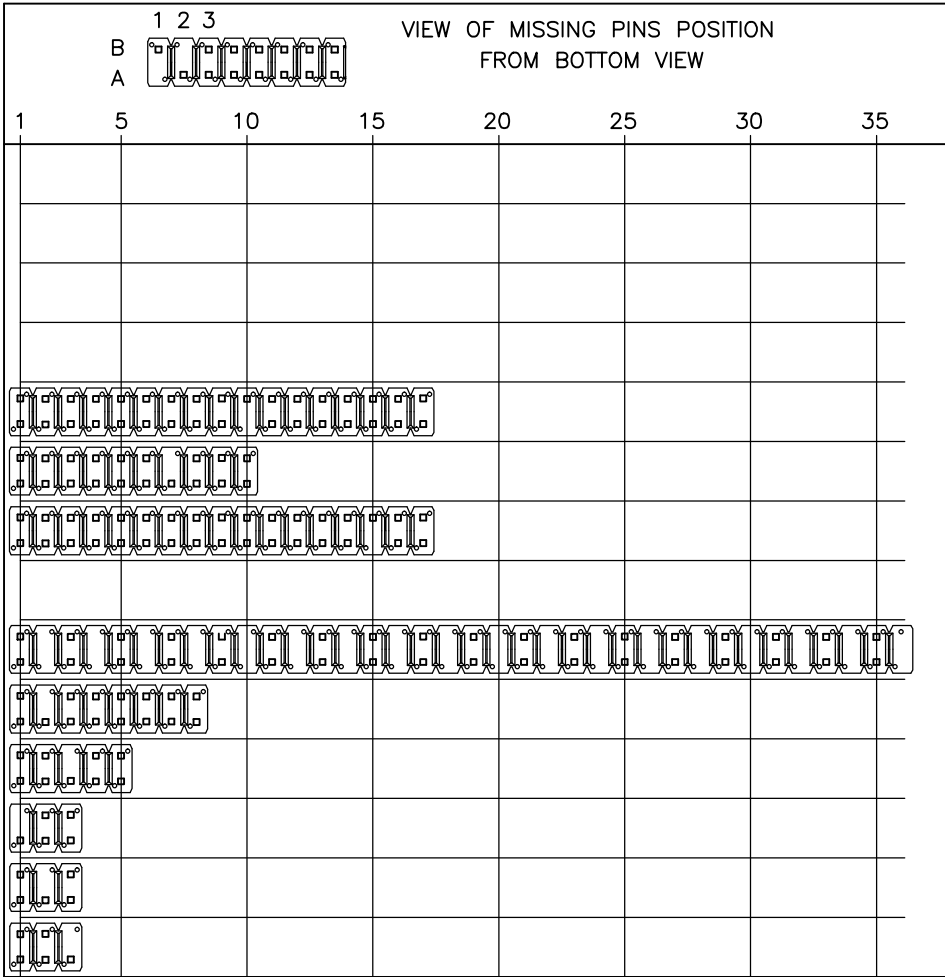 1 2 3
B
A
VIEW OF MISSING PINS POSITION
FROM BOTTOM VIEW
1 5 10 15 20 25 30 35